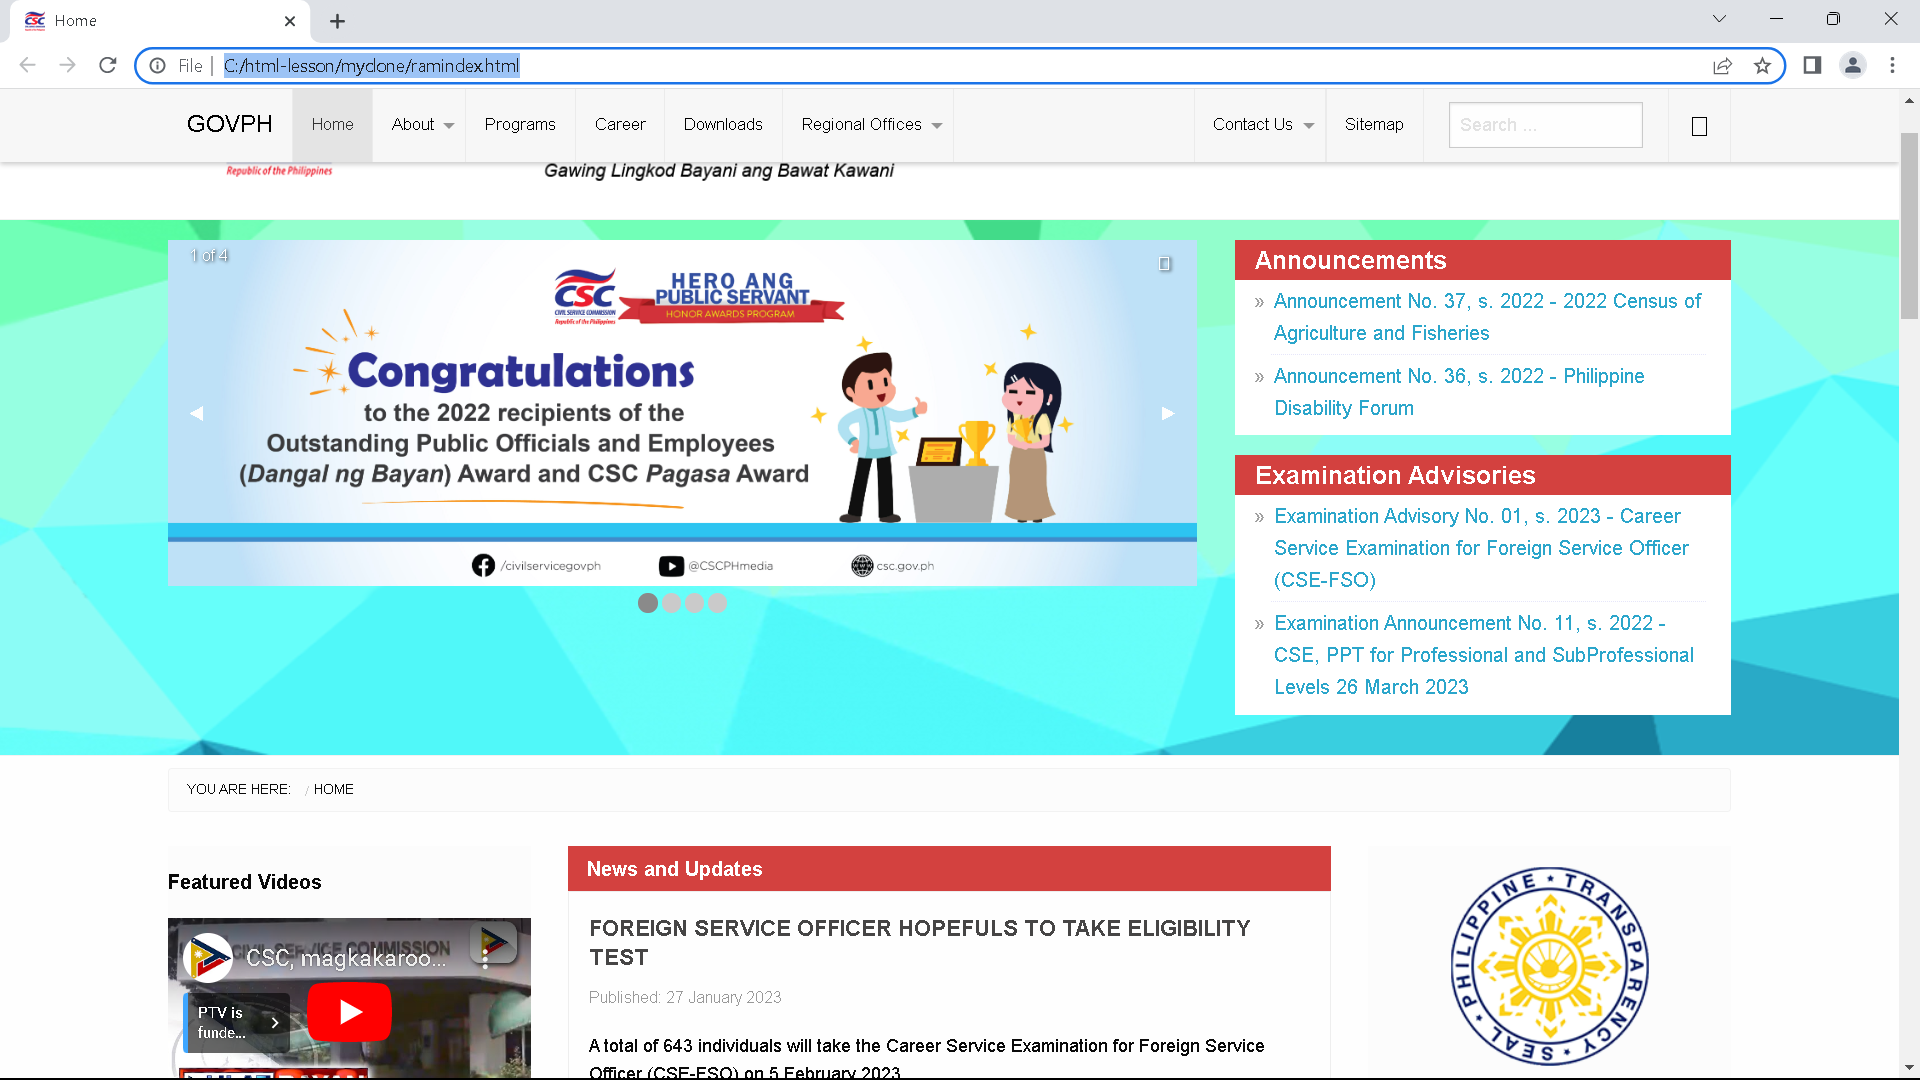 Home
File
C:/html-lesson/myclone/ramindex.html
GOVPH
Home
About
Programs
Career
Downloads
Regional Offices
Contact Us
Sitemap
Search ...
Republic of the Philippines
Gawing Lingkod Bayani ang Bawat Kawani
1 of 4
CSC
CIVIL SERVICE COMMISSION
Republic of the Philippines
HERO ANG
PUBLIC SERVANT
HONOR AWARDS PROGRAM
Congratulations
to the 2022 recipients of the
Outstanding Public Officials and Employees
(Dangal ng Bayan) Award and CSC Pagasa Award
/civilservicegovph
@CSCPHmedia
WWW
csc.gov.ph
Announcements
» Announcement No. 37, s. 2022 - 2022 Census of
Agriculture and Fisheries
» Announcement No. 36, s. 2022 - Philippine
Disability Forum
Examination Advisories
» Examination Advisory No. 01, s. 2023 - Career
Service Examination for Foreign Service Officer
(CSE-FSO)
» Examination Announcement No. 11, s. 2022 -
CSE, PPT for Professional and SubProfessional
Levels 26 March 2023
YOU ARE HERE: / HOME
Featured Videos
CIVIL SERVICE COMMISSION
CSC, magkakaroo...
PTV is
funde...
News and Updates
FOREIGN SERVICE OFFICER HOPEFULS TO TAKE ELIGIBILITY
TEST
Published: 27 January 2023
A total of 643 individuals will take the Career Service Examination for Foreign Service
Officer (CSE-FSO) on 5 February 2023
PHILIPPINE ★ TRANSPARENCY SEAL ★